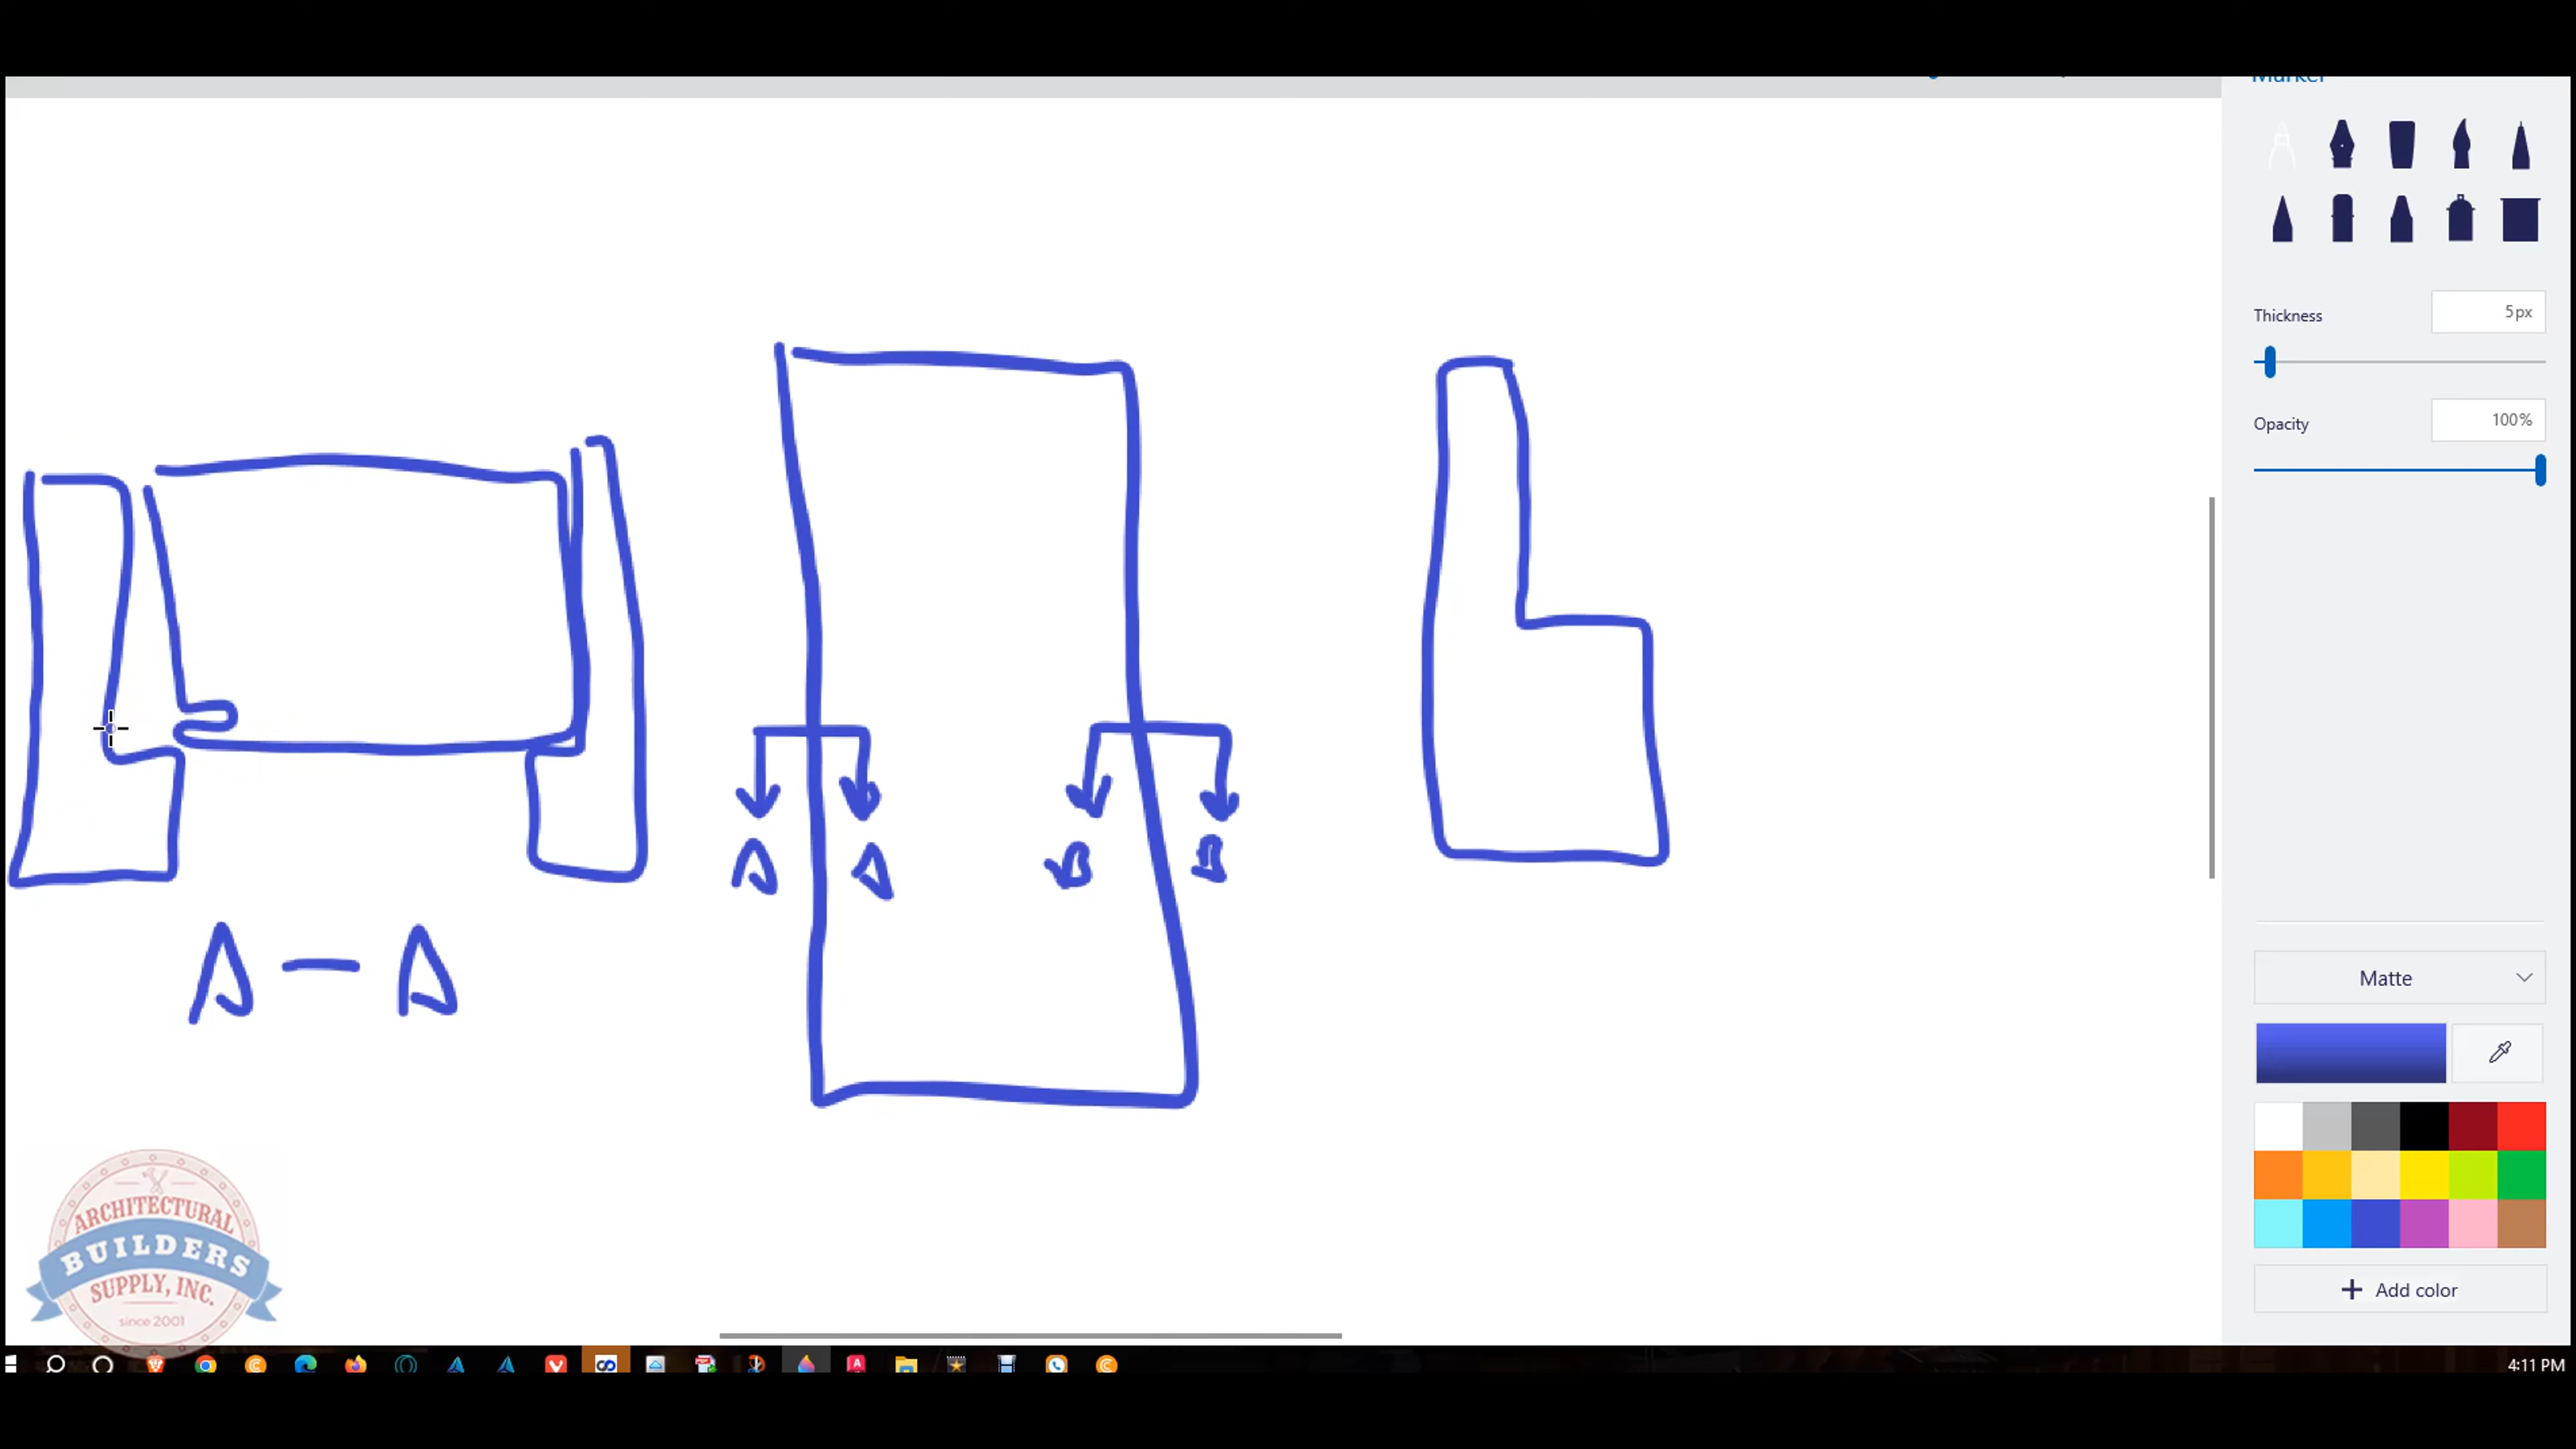 Marker
Thickness
5px
Opacity
100%
A A B B
A - A
Matte
Add color
ARCHITECTURAL
BUILDERS
SUPPLY, INC.
since 2001
4:11 PM